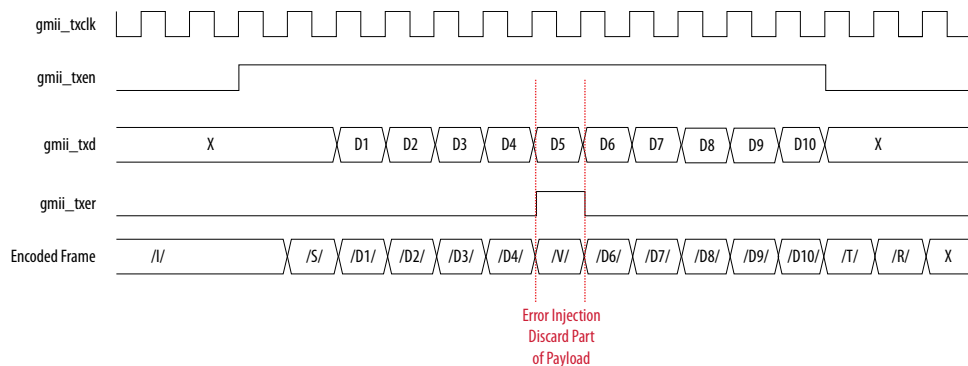 gmii_txclk
gmii_txen
gmii_txd X D1 D2 D3 D4 D5 D6 D7 D8 D9 D10 X
gmii_txer
Encoded Frame /I/ /S/ /D1/ /D2/ /D3/ /D4/ /V/ /D6/ /D7/ /D8/ /D9/ /D10/ /T/ /R/ X
Error Injection
Discard Part
of Payload